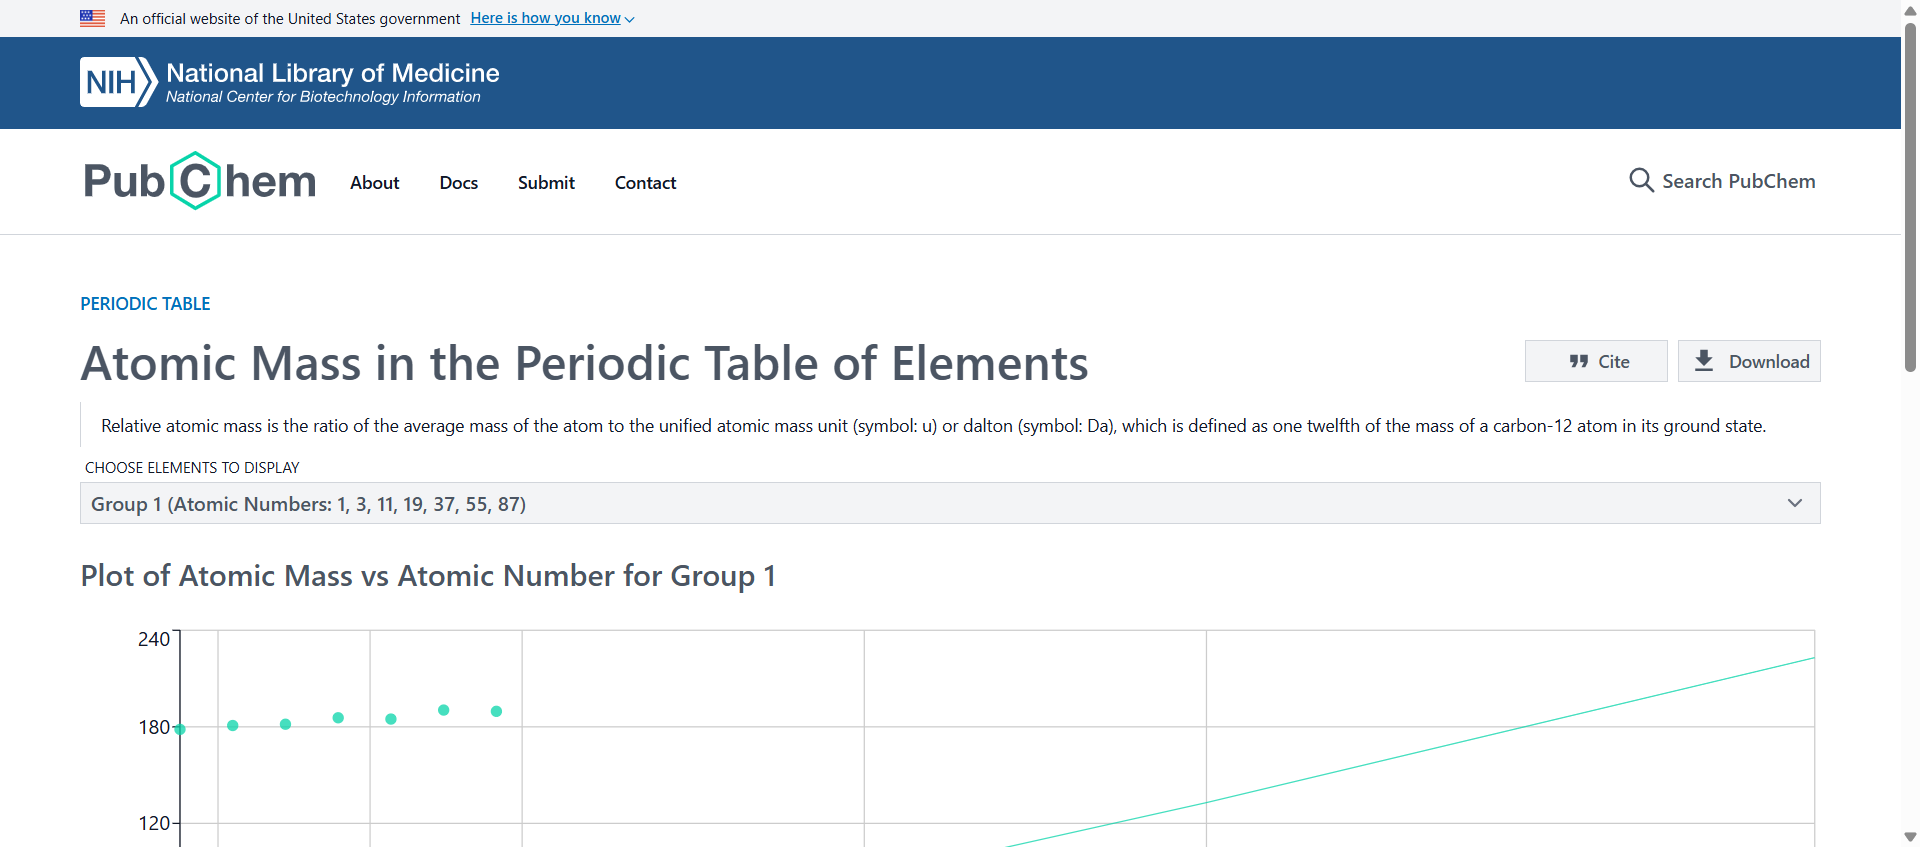 An official website of the United States government Here is how you know
NIH National Library of Medicine
National Center for Biotechnology Information
PubChem About Docs Submit Contact Search PubChem
PERIODIC TABLE
Atomic Mass in the Periodic Table of Elements
Cite Download
Relative atomic mass is the ratio of the average mass of the atom to the unified atomic mass unit (symbol: u) or dalton (symbol: Da), which is defined as one twelfth of the mass of a carbon-12 atom in its ground state.
CHOOSE ELEMENTS TO DISPLAY
Group 1 (Atomic Numbers: 1, 3, 11, 19, 37, 55, 87)
Plot of Atomic Mass vs Atomic Number for Group 1
240
180
120